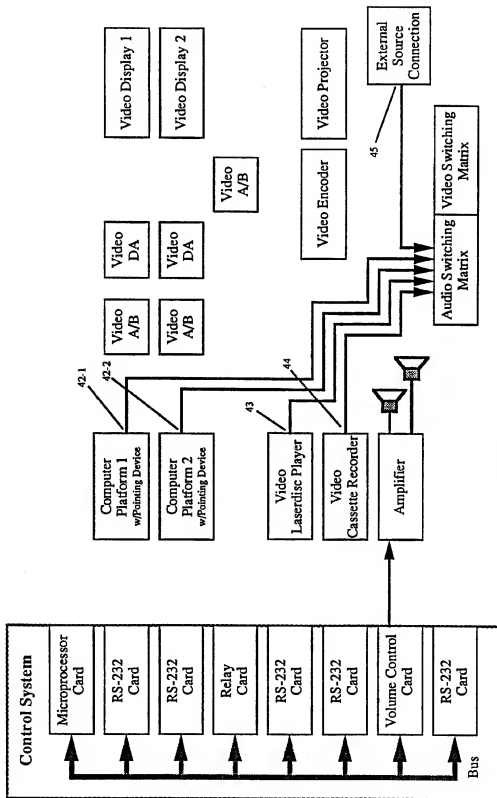 Control System
Microprocessor
Card
RS-232
Card
RS-232
Card
Relay
Card
RS-232
Card
RS-232
Card
Volume Control
Card
RS-232
Card
Bus
Computer
Platform 1
w/Pointing Device
Computer
Platform 2
w/Pointing Device
Video
Laserdisc Player
Video
Cassette Recorder
Amplifier
42-1
42-2
43
44
45
Video
A/B
Video
A/B
Video
DA
Video
DA
Video
A/B
Video Display 1
Video Display 2
Video Encoder
Video Projector
External
Source
Connection
Audio Switching
Matrix
Video Switching
Matrix